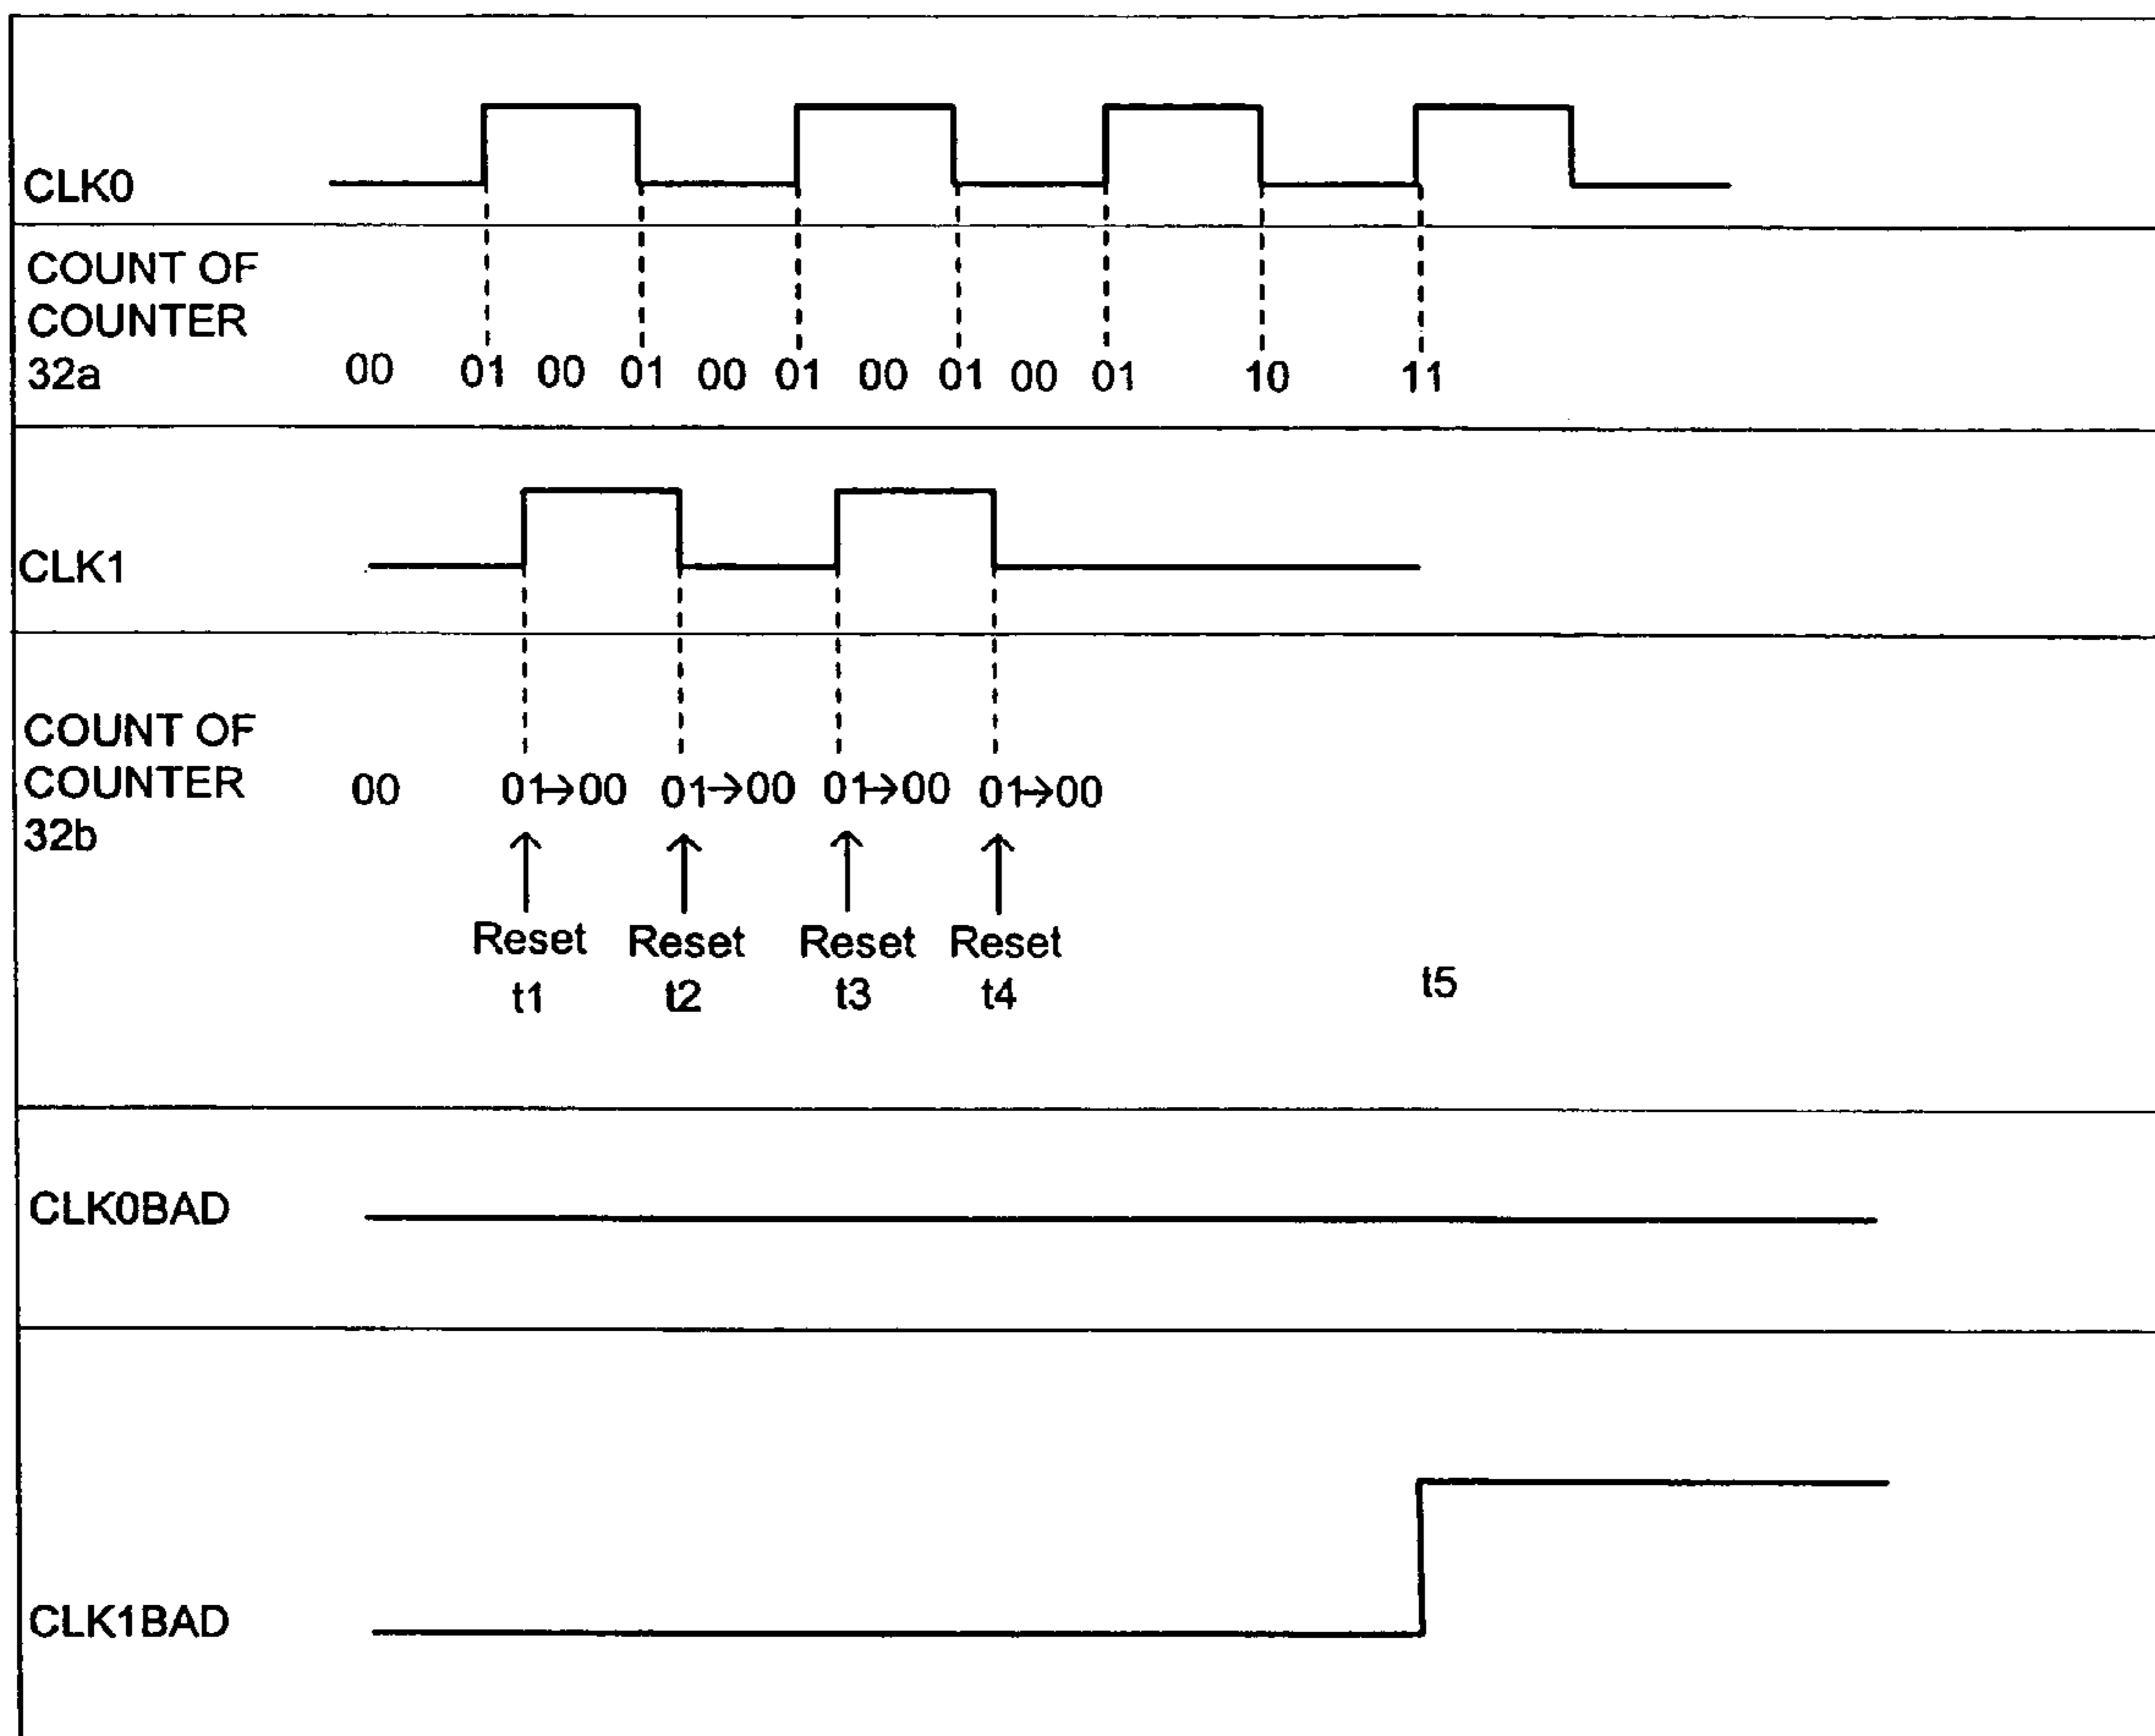 CLK0
COUNT OF
COUNTER
32a
00 01 00 01 00 01 00 01 00 01 10 11
CLK1
COUNT OF
COUNTER
32b
00 01→00 01→00 01→00 01→00
Reset Reset Reset Reset
t1 t2 t3 t4 t5
CLK0BAD
CLK1BAD